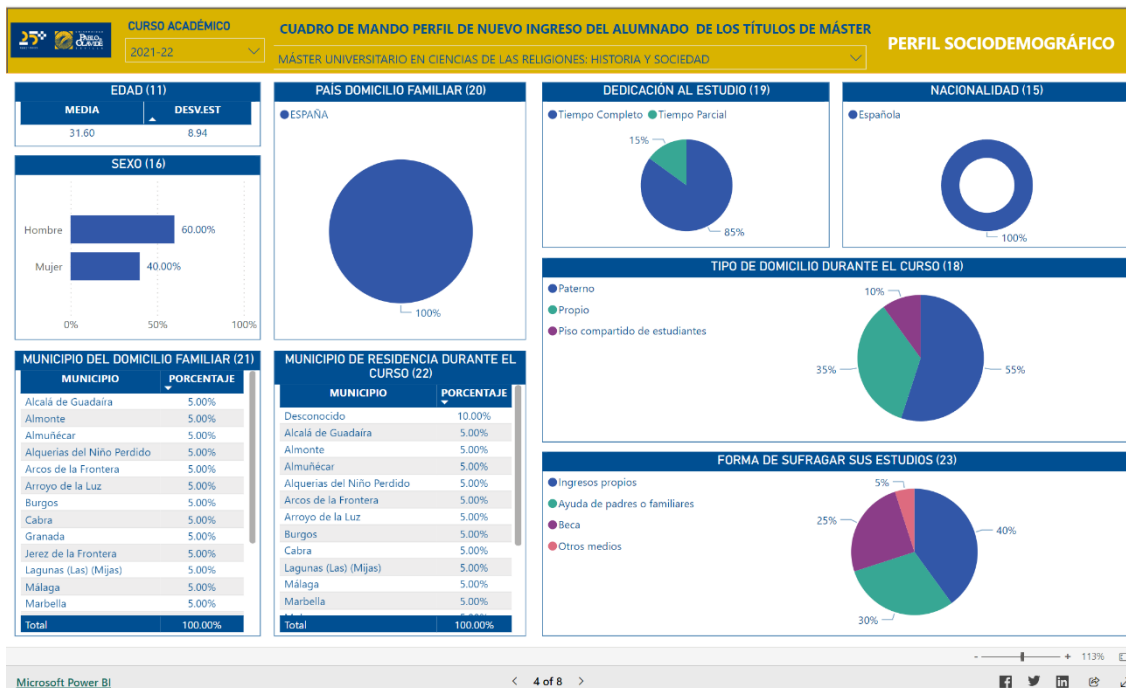 25º
UNIVERSIDAD
PABLO DE
OLAVIDE
SEVILLA
CURSO ACADÉMICO
2021-22
CUADRO DE MANDO PERFIL DE NUEVO INGRESO DEL ALUMNADO DE LOS TÍTULOS DE MÁSTER
MÁSTER UNIVERSITARIO EN CIENCIAS DE LAS RELIGIONES: HISTORIA Y SOCIEDAD
PERFIL SOCIODEMOGRÁFICO
EDAD (11)
MEDIA DESV.EST
31.60 8.94
SEXO (16)
Hombre 60.00%
Mujer 40.00%
0% 50% 100%
PAÍS DOMICILIO FAMILIAR (20)
ESPAÑA
100%
DEDICACIÓN AL ESTUDIO (19)
Tiempo Completo Tiempo Parcial
15%
85%
NACIONALIDAD (15)
Española
100%
TIPO DE DOMICILIO DURANTE EL CURSO (18)
Paterno
Propio
Piso compartido de estudiantes
10%
35%
55%
MUNICIPIO DEL DOMICILIO FAMILIAR (21)
MUNICIPIO PORCENTAJE
Alcalá de Guadaíra 5.00%
Almonte 5.00%
Almuñécar 5.00%
Alquerías del Niño Perdido 5.00%
Arcos de la Frontera 5.00%
Arroyo de la Luz 5.00%
Burgos 5.00%
Cabra 5.00%
Granada 5.00%
Jerez de la Frontera 5.00%
Lagunas (Las) (Mijas) 5.00%
Málaga 5.00%
Marbella 5.00%
Total 100.00%
MUNICIPIO DE RESIDENCIA DURANTE EL
CURSO (22)
MUNICIPIO PORCENTAJE
Desconocido 10.00%
Alcalá de Guadaíra 5.00%
Almonte 5.00%
Almuñécar 5.00%
Alquerías del Niño Perdido 5.00%
Arcos de la Frontera 5.00%
Arroyo de la Luz 5.00%
Burgos 5.00%
Cabra 5.00%
Lagunas (Las) (Mijas) 5.00%
Málaga 5.00%
Marbella 5.00%
Total 100.00%
FORMA DE SUFRAGAR SUS ESTUDIOS (23)
Ingresos propios
Ayuda de padres o familiares
Beca
Otros medios
5%
25%
40%
30%
- + 113%
Microsoft Power BI
< 4 of 8 >